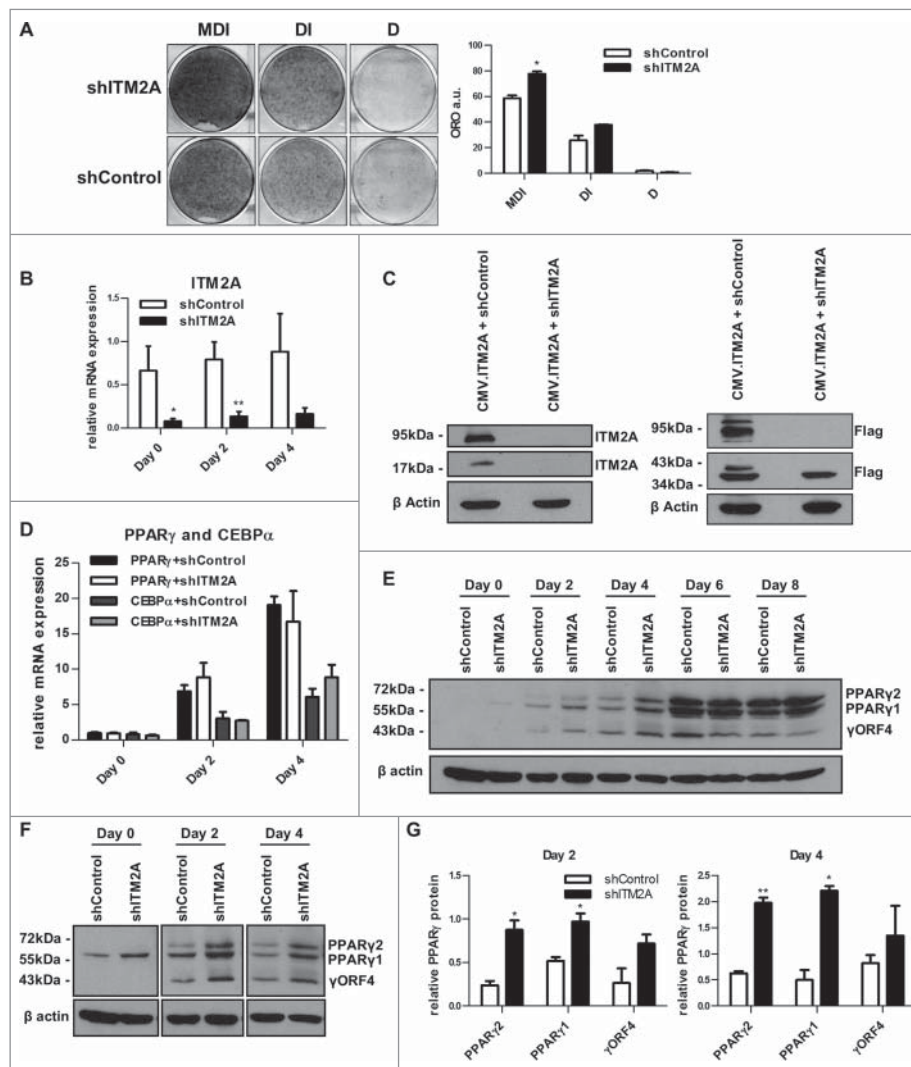 A
MDI DI D
shITM2A
shControl
shControl
shITM2A
ORO a.u.
100
80
60
40
20
0
*
MDI DI D
B
ITM2A
shControl
shITM2A
relative mRNA expression
1.5
1.0
0.5
0.0
* **
Day 0 Day 2 Day 4
C
CMV.ITM2A + shControl
CMV.ITM2A + shITM2A
95kDa - ITM2A
17kDa - ITM2A
β Actin
CMV.ITM2A + shControl
CMV.ITM2A + shITM2A
95kDa - Flag
43kDa -
34kDa - Flag
β Actin
D
PPARγ and CEBPα
PPARγ+shControl
PPARγ+shITM2A
CEBPα+shControl
CEBPα+shITM2A
relative mRNA expression
25
20
15
10
5
0
Day 0 Day 2 Day 4
E
Day 0 Day 2 Day 4 Day 6 Day 8
shControl shITM2A shControl shITM2A shControl shITM2A shControl shITM2A shControl shITM2A
72kDa - PPARγ2
55kDa - PPARγ1
43kDa - γORF4
β actin
F
Day 0 Day 2 Day 4
shControl shITM2A shControl shITM2A shControl shITM2A
72kDa - PPARγ2
55kDa - PPARγ1
43kDa - γORF4
β actin
G
Day 2
shControl
shITM2A
relative PPARγ protein
1.5
1.0
0.5
0.0
* *
PPARγ2 PPARγ1 γORF4
Day 4
relative PPARγ protein
2.5
2.0
1.5
1.0
0.5
0.0
** *
PPARγ2 PPARγ1 γORF4